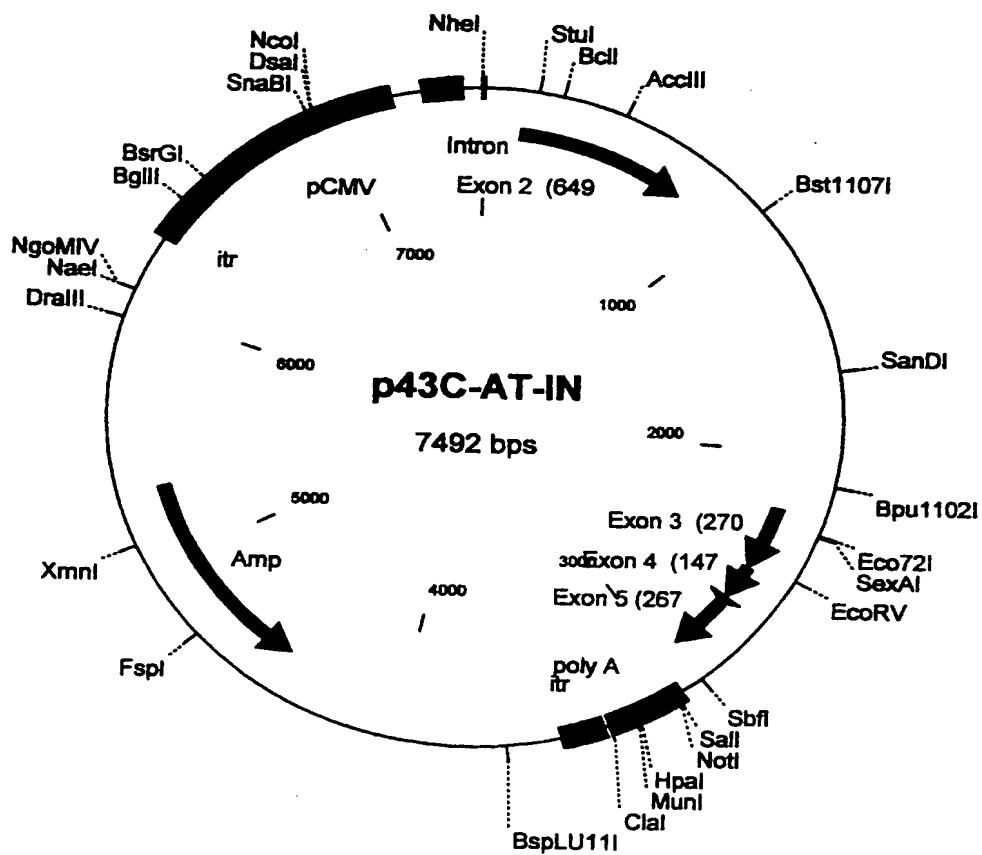 NheI
StuI
BclI
AccIII
NcoI
DsaI
SnaBI
BsrGI
BglII
NgoMIV
NaeI
DraIII
Intron
Exon 2 (649
pCMV
itr
Bst1107I
7000
1000
6000
SanDI
p43C-AT-IN
7492 bps
2000
5000
Bpu1102I
Exon 3 (270
Eco72I
SexAI
EcoRV
3000
Exon 4 (147
Exon 5 (267
4000
Amp
XmnI
FspI
poly A
itr
SbfI
SalI
NotI
HpaI
MunI
ClaI
BspLU11I